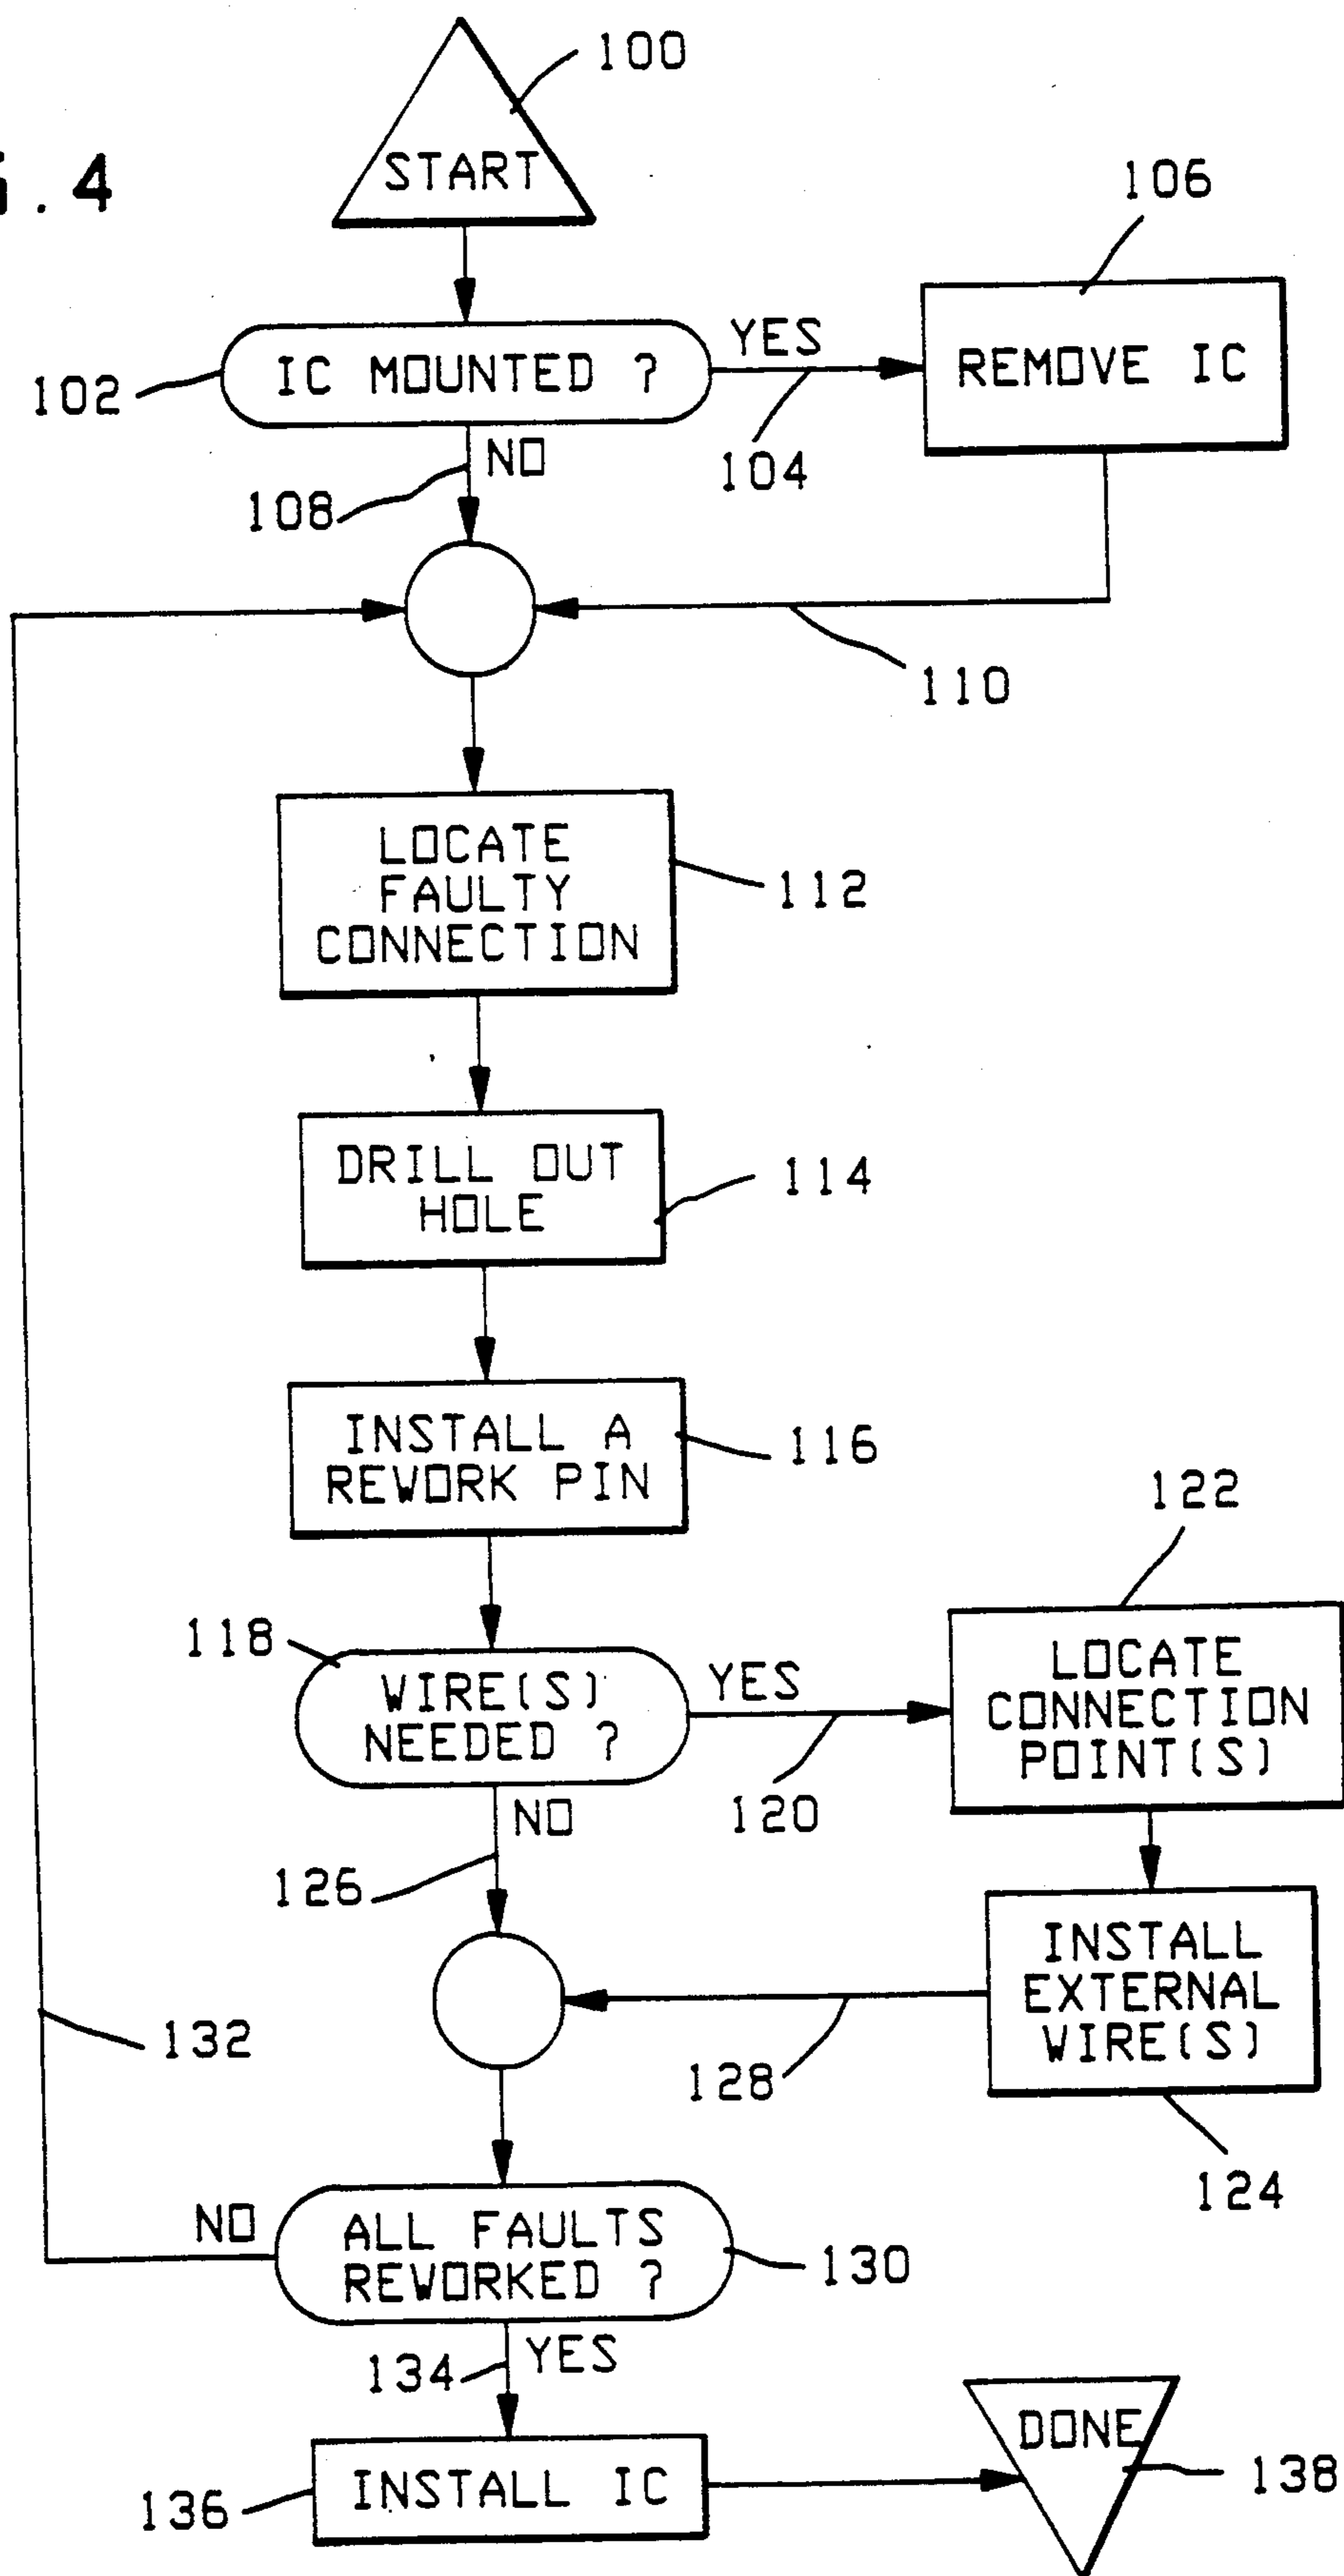 100
START
G. 4
106
YES
IC MOUNTED ?
REMOVE IC
102
104
NO
108
110
LOCATE
FAULTY
CONNECTION
112
DRILL OUT
HOLE
114
INSTALL A
REWORK PIN
116
122
118
WIRE(S)
NEEDED ?
YES
LOCATE
CONNECTION
POINT(S)
120
NO
126
INSTALL
EXTERNAL
WIRE(S)
132
128
124
NO
ALL FAULTS
REWORKED ?
130
YES
134
DONE
138
INSTALL IC
136